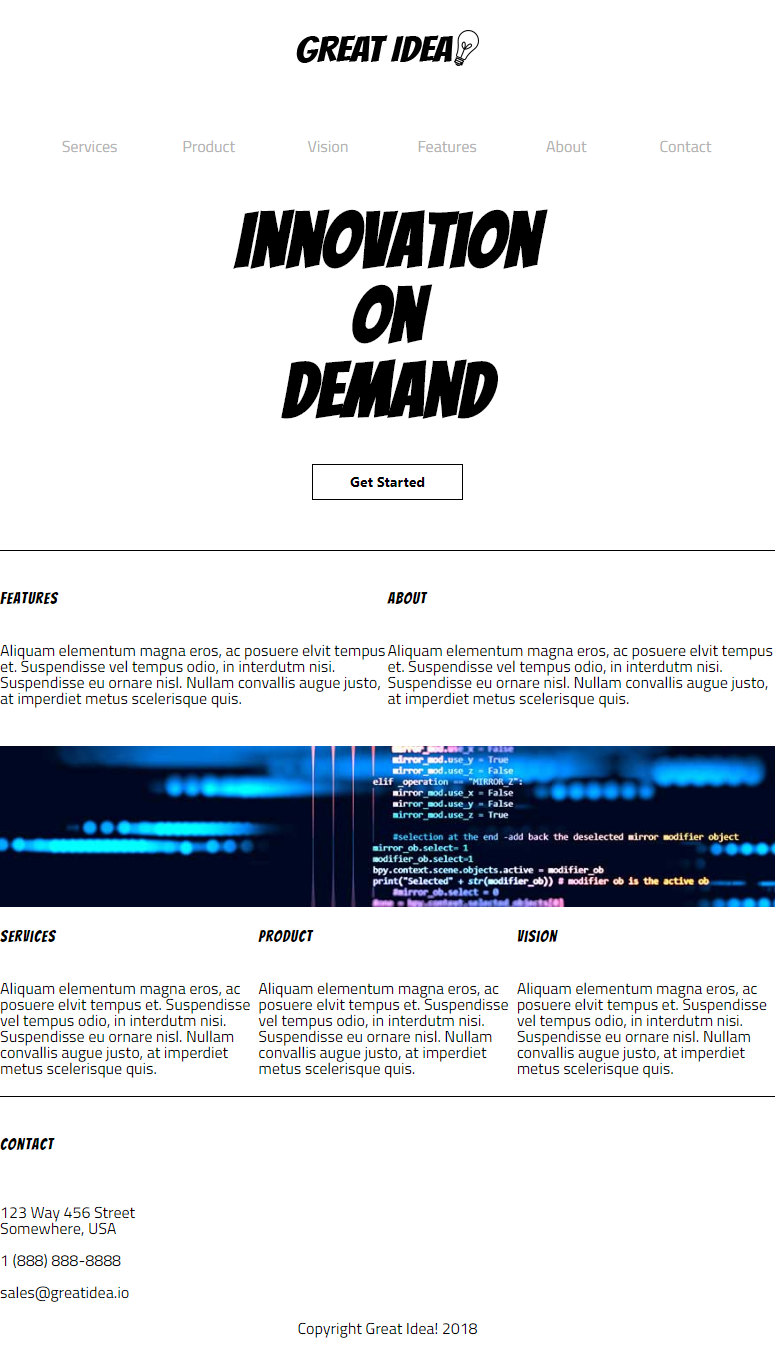 GREAT IDEA
Services Product Vision Features About Contact
INNOVATION
ON
DEMAND
Get Started
FEATURES
Aliquam elementum magna eros, ac posuere elvit tempus
et. Suspendisse vel tempus odio, in interdutm nisi.
Suspendisse eu ornare nisl. Nullam convallis augue justo,
at imperdiet metus scelerisque quis.
ABOUT
Aliquam elementum magna eros, ac posuere elvit tempus
et. Suspendisse vel tempus odio, in interdutm nisi.
Suspendisse eu ornare nisl. Nullam convallis augue justo,
at imperdiet metus scelerisque quis.
mirror_mod.use_x = False
mirror_mod.use_y = True
mirror_mod.use_z = False
elif _operation == "MIRROR_Z":
mirror_mod.use_x = False
mirror_mod.use_y = False
mirror_mod.use_z = True
#selection at the end -add back the deselected mirror modifier object
mirror_ob.select= 1
modifier_ob.select=1
bpy.context.scene.objects.active = modifier_ob
print("Selected" + str(modifier_ob)) # modifier ob is the active ob
#mirror_ob.select = 0
= bpy.context.selected_objects[0]
SERVICES
Aliquam elementum magna eros, ac
posuere elvit tempus et. Suspendisse
vel tempus odio, in interdutm nisi.
Suspendisse eu ornare nisl. Nullam
convallis augue justo, at imperdiet
metus scelerisque quis.
PRODUCT
Aliquam elementum magna eros, ac
posuere elvit tempus et. Suspendisse
vel tempus odio, in interdutm nisi.
Suspendisse eu ornare nisl. Nullam
convallis augue justo, at imperdiet
metus scelerisque quis.
VISION
Aliquam elementum magna eros, ac
posuere elvit tempus et. Suspendisse
vel tempus odio, in interdutm nisi.
Suspendisse eu ornare nisl. Nullam
convallis augue justo, at imperdiet
metus scelerisque quis.
CONTACT
123 Way 456 Street
Somewhere, USA
1 (888) 888-8888
sales@greatidea.io
Copyright Great Idea! 2018